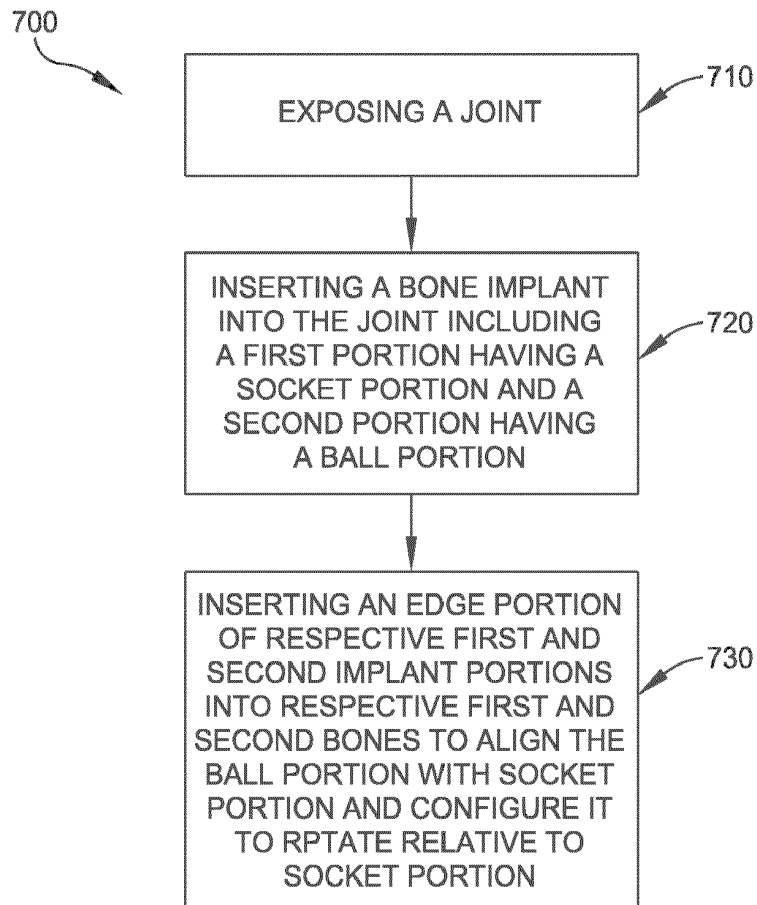 700
EXPOSING A JOINT
710
INSERTING A BONE IMPLANT
INTO THE JOINT INCLUDING
A FIRST PORTION HAVING A
SOCKET PORTION AND A
SECOND PORTION HAVING
A BALL PORTION
720
INSERTING AN EDGE PORTION
OF RESPECTIVE FIRST AND
SECOND IMPLANT PORTIONS
INTO RESPECTIVE FIRST AND
SECOND BONES TO ALIGN THE
BALL PORTION WITH SOCKET
PORTION AND CONFIGURE IT
TO RPTATE RELATIVE TO
SOCKET PORTION
730